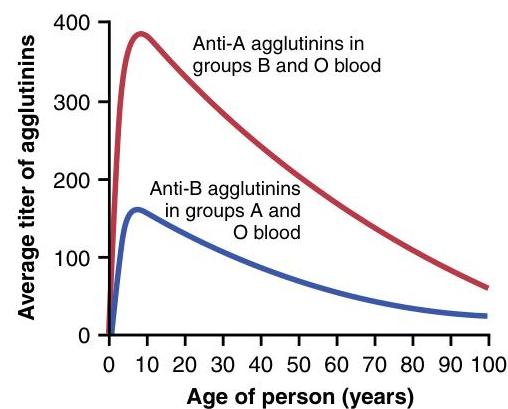 400
300
200
100
0
Average titer of agglutinins
Anti-A agglutinins in
groups B and O blood
Anti-B agglutinins
in groups A and
O blood
0 10 20 30 40 50 60 70 80 90 100
Age of person (years)